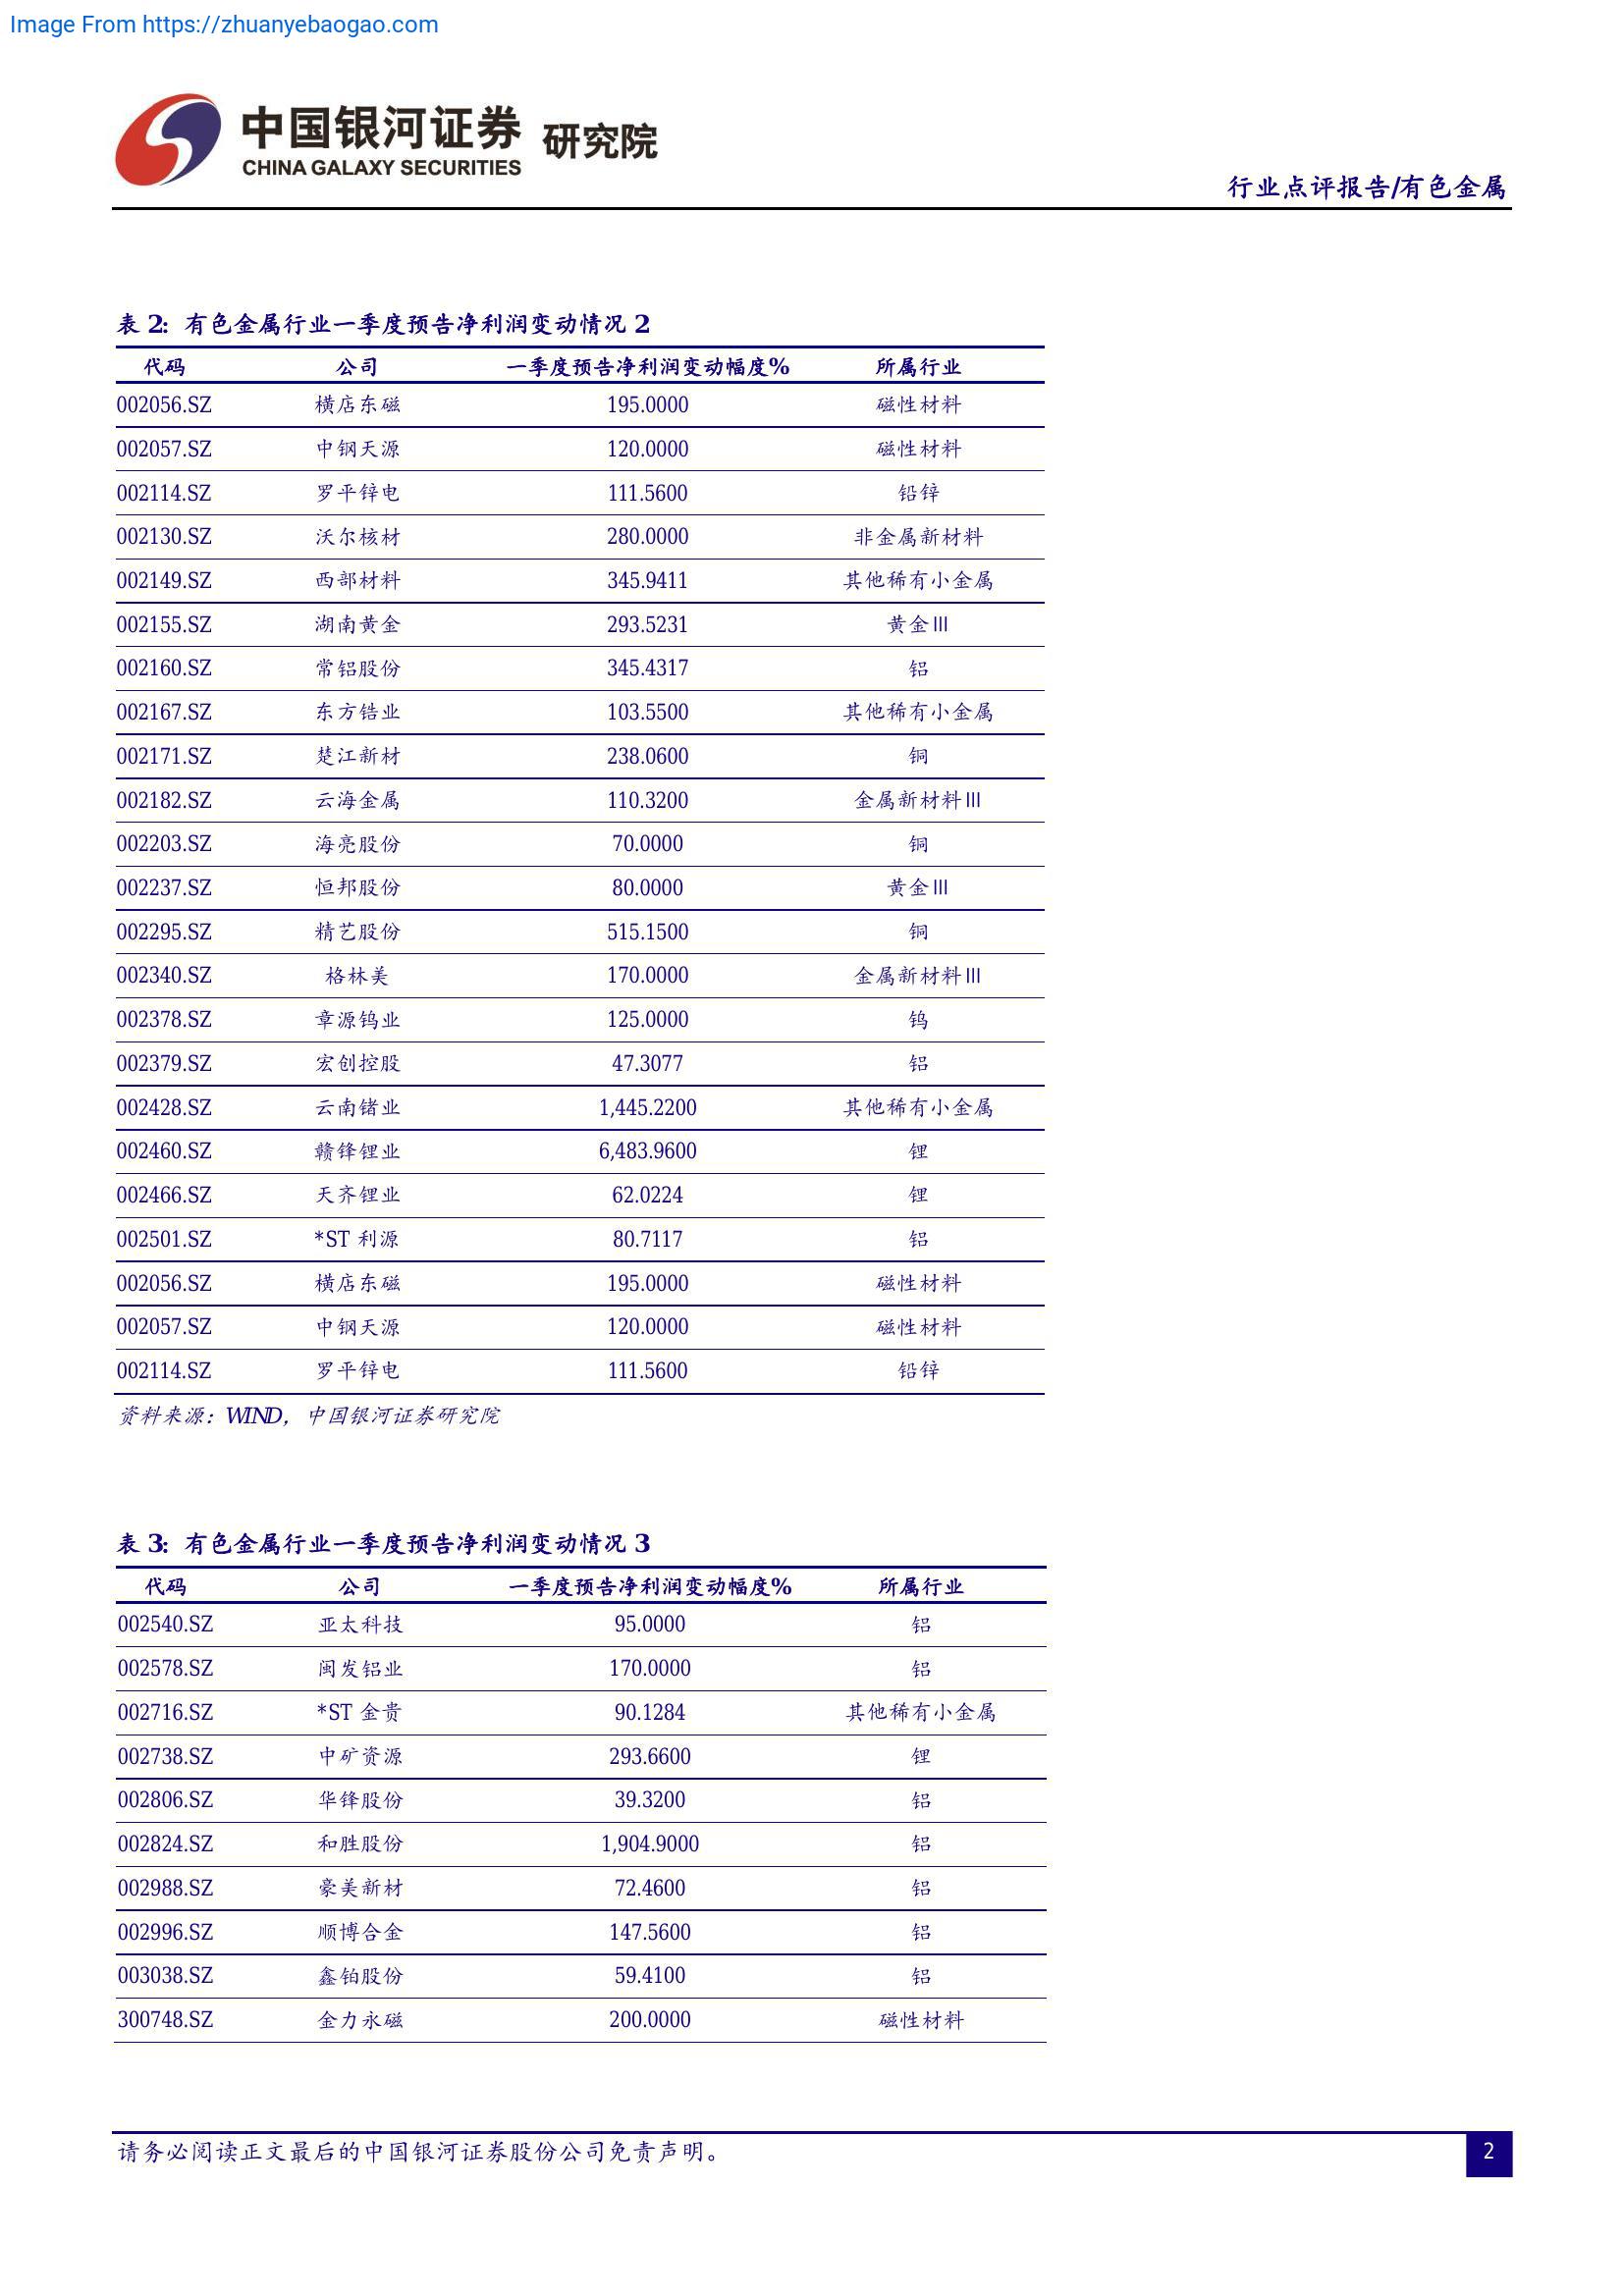 Image From https://zhuanyebaogao.com
中国银河证券 研究院
CHINA GALAXY SECURITIES
行业点评报告/有色金属
表 2: 有色金属行业一季度预告净利润变动情况 2
代码 公司 一季度预告净利润变动幅度% 所属行业
002056.SZ 横店东磁 195.0000 磁性材料
002057.SZ 中钢天源 120.0000 磁性材料
002114.SZ 罗平锌电 111.5600 铅锌
002130.SZ 沃尔核材 280.0000 非金属新材料
002149.SZ 西部材料 345.9411 其他稀有小金属
002155.SZ 湖南黄金 293.5231 黄金Ⅲ
002160.SZ 常铝股份 345.4317 铝
002167.SZ 东方锆业 103.5500 其他稀有小金属
002171.SZ 楚江新材 238.0600 铜
002182.SZ 云海金属 110.3200 金属新材料Ⅲ
002203.SZ 海亮股份 70.0000 铜
002237.SZ 恒邦股份 80.0000 黄金Ⅲ
002295.SZ 精艺股份 515.1500 铜
002340.SZ 格林美 170.0000 金属新材料Ⅲ
002378.SZ 章源钨业 125.0000 钨
002379.SZ 宏创控股 47.3077 铝
002428.SZ 云南锗业 1,445.2200 其他稀有小金属
002460.SZ 赣锋锂业 6,483.9600 锂
002466.SZ 天齐锂业 62.0224 锂
002501.SZ *ST 利源 80.7117 铝
002056.SZ 横店东磁 195.0000 磁性材料
002057.SZ 中钢天源 120.0000 磁性材料
002114.SZ 罗平锌电 111.5600 铅锌
资料来源：WIND，中国银河证券研究院
表 3: 有色金属行业一季度预告净利润变动情况 3
代码 公司 一季度预告净利润变动幅度% 所属行业
002540.SZ 亚太科技 95.0000 铝
002578.SZ 闽发铝业 170.0000 铝
002716.SZ *ST 金贵 90.1284 其他稀有小金属
002738.SZ 中矿资源 293.6600 锂
002806.SZ 华锋股份 39.3200 铝
002824.SZ 和胜股份 1,904.9000 铝
002988.SZ 豪美新材 72.4600 铝
002996.SZ 顺博合金 147.5600 铝
003038.SZ 鑫铂股份 59.4100 铝
300748.SZ 金力永磁 200.0000 磁性材料
请务必阅读正文最后的中国银河证券股份公司免责声明。
2